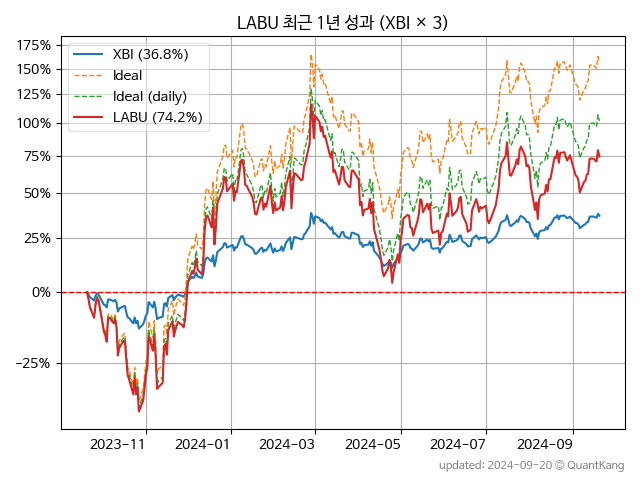 LABU 최근 1년 성과 (XBI × 3)
175%
150%
125%
100%
75%
50%
25%
0%
−25%
XBI (36.8%)
Ideal
Ideal (daily)
LABU (74.2%)
2023−11
2024−01
2024−03
2024−05
2024−07
2024−09
updated: 2024-09-20 © QuantKang